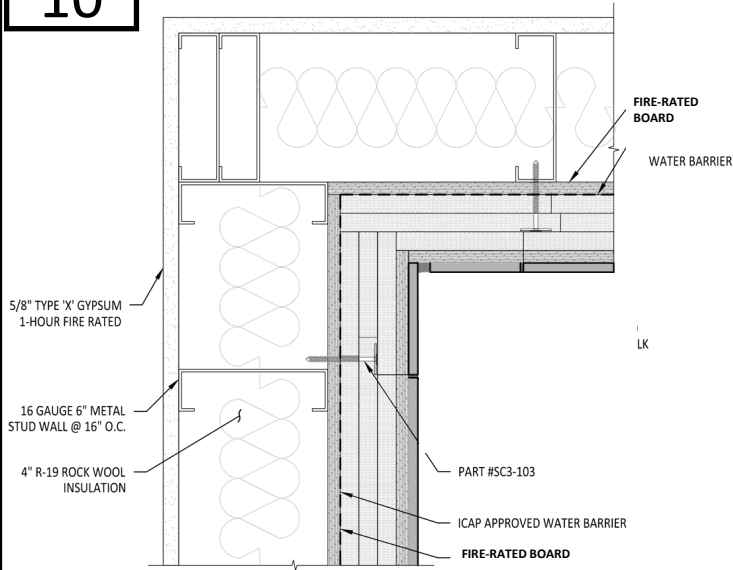 10
FIRE-RATED
BOARD
WATER BARRIER
5/8" TYPE 'X' GYPSUM
1-HOUR FIRE RATED
LK
16 GAUGE 6" METAL
STUD WALL @ 16" O.C.
4" R-19 ROCK WOOL
INSULATION
PART #SC3-103
ICAP APPROVED WATER BARRIER
FIRE-RATED BOARD